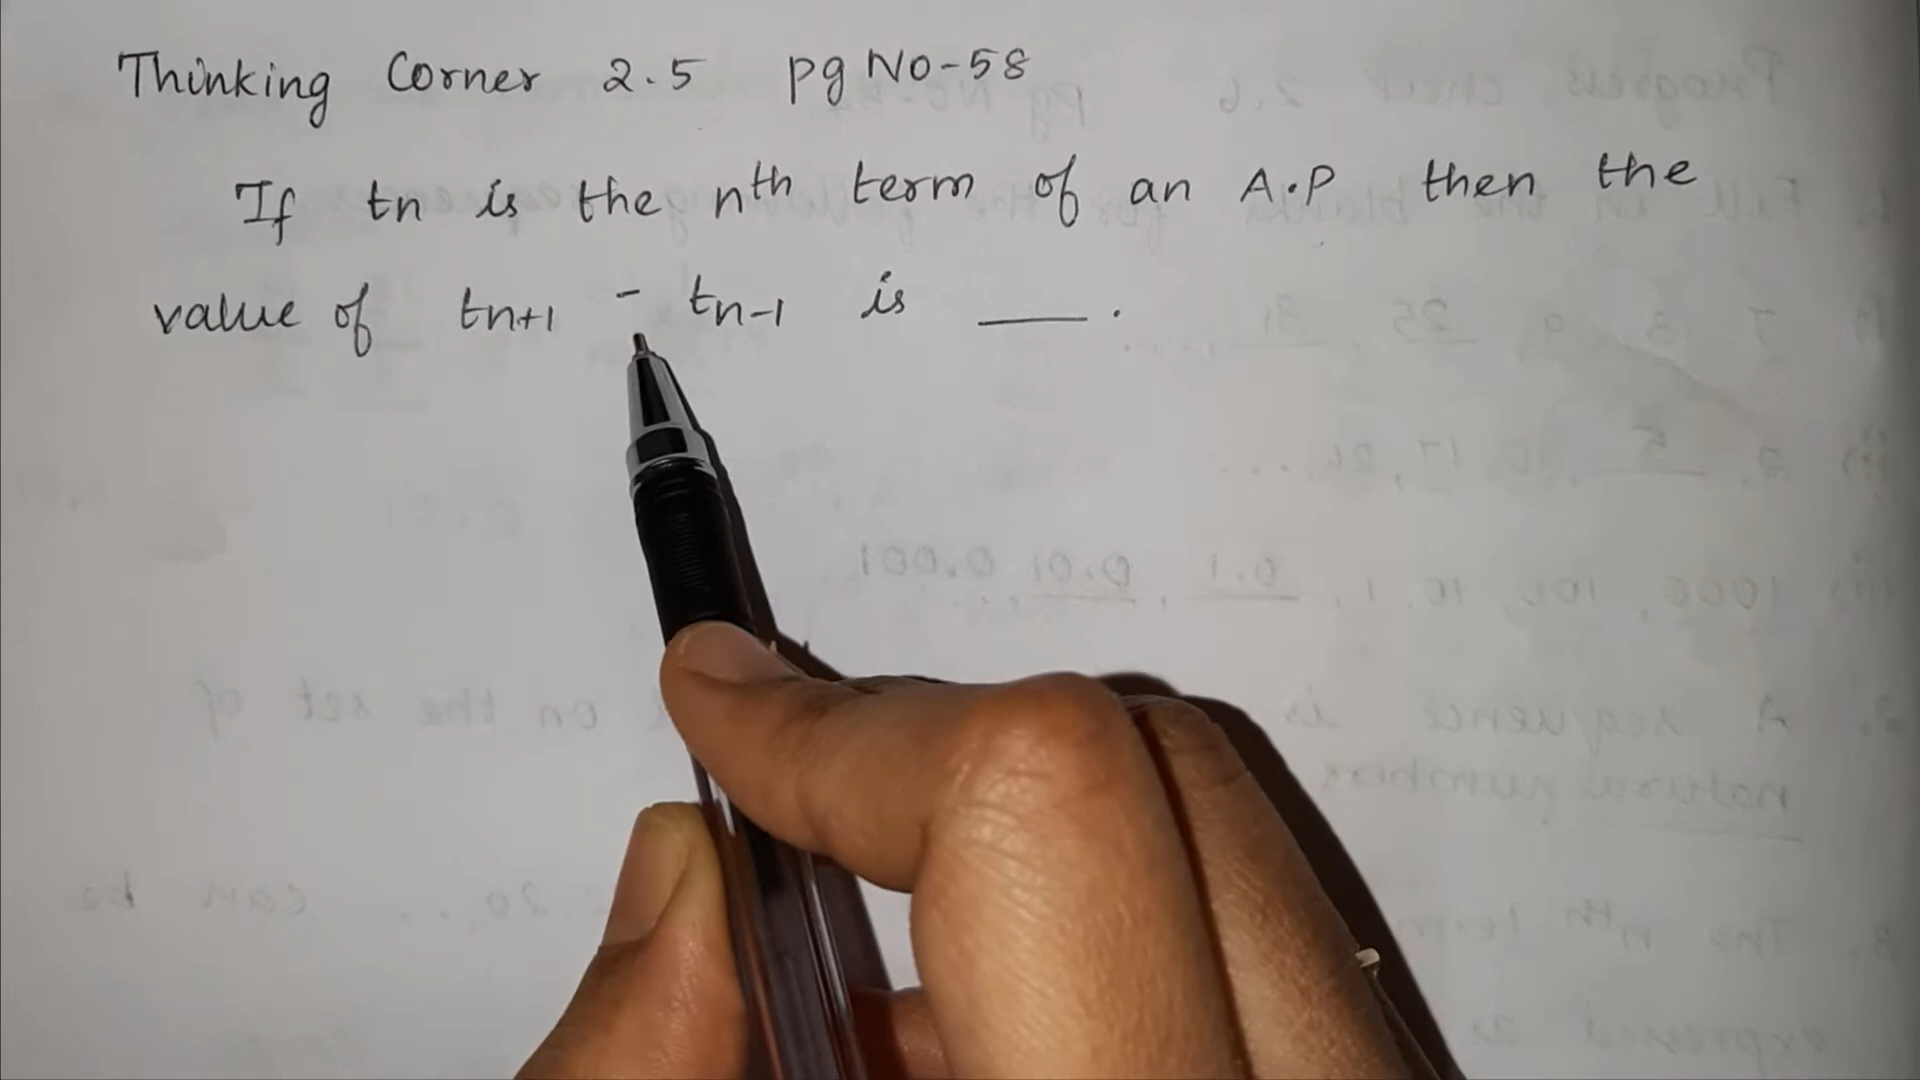 Thinking Corner 2.5 pg No-58
If tn is the nth term of an A.P then the
value of tn+1 - tn-1 is ___.